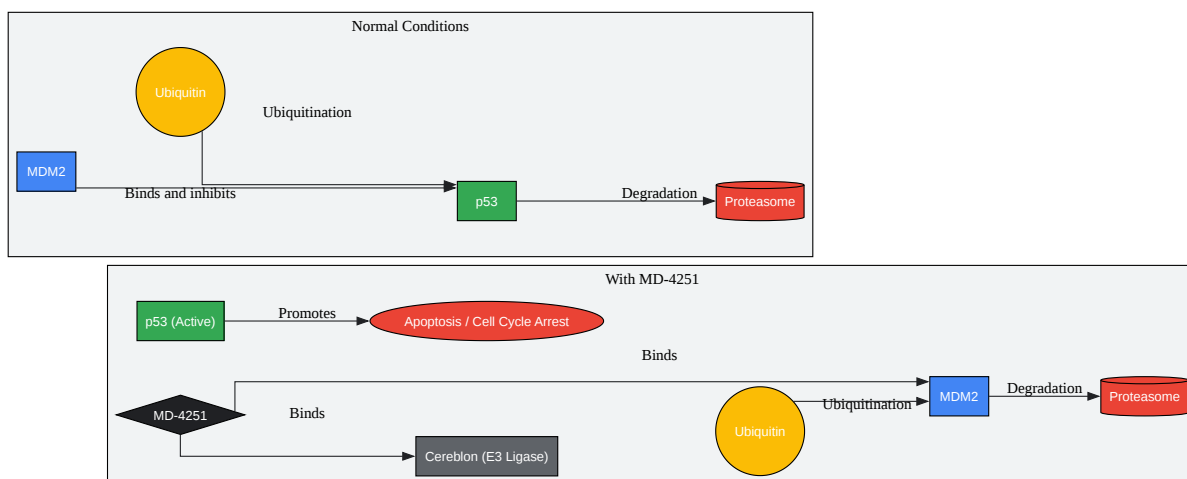 Normal Conditions
Ubiquitin
Ubiquitination
MDM2
Binds and inhibits
p53
Degradation
Proteasome
With MD-4251
p53 (Active)
Promotes
Apoptosis / Cell Cycle Arrest
Binds
MD-4251
Binds
Ubiquitin
Ubiquitination
MDM2
Degradation
Proteasome
Cereblon (E3 Ligase)